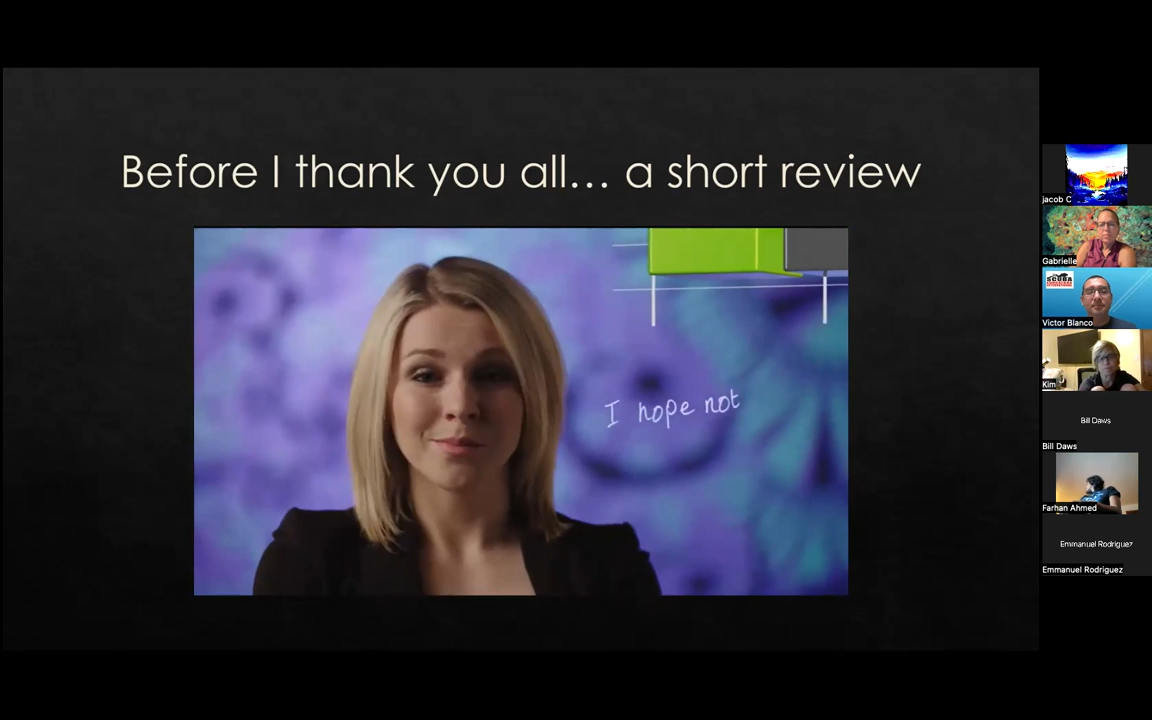 Before I thank you all... a short review
I hope not
jacob C
Gabrielle
SCUBA
Victor Blanco
Kim
Bill Daws
Bill Daws
Farhan Ahmed
Emmanuel Rodriguez
Emmanuel Rodriguez